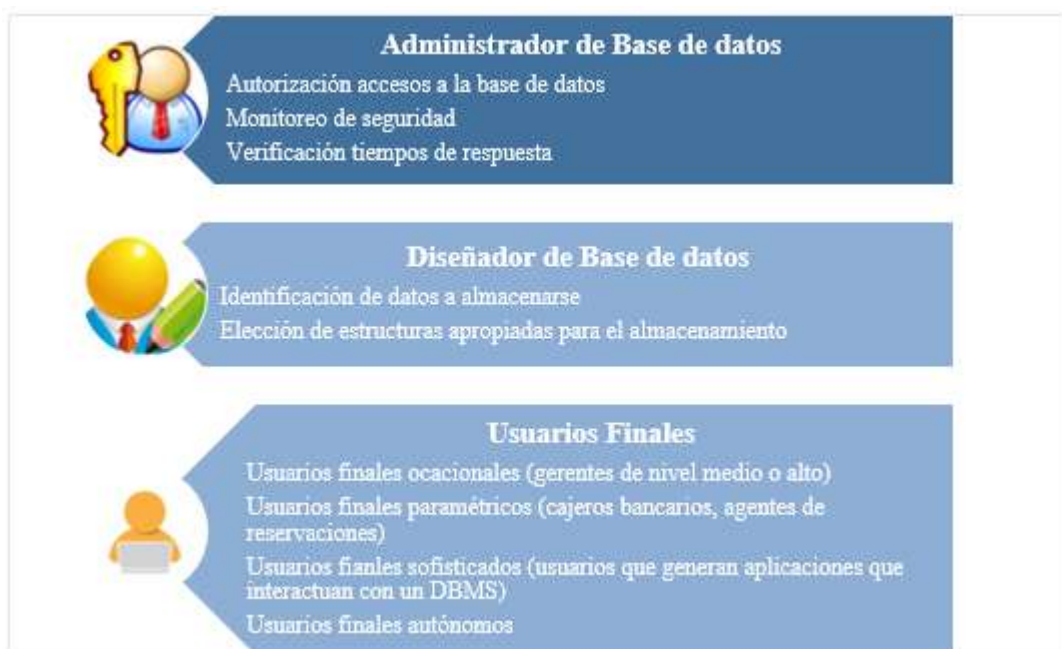 Administrador de Base de datos
Autorización accesos a la base de datos
Monitoreo de seguridad
Verificación tiempos de respuesta
Diseñador de Base de datos
Identificación de datos a almacenarse
Elección de estructuras apropiadas para el almacenamiento
Usuarios Finales
Usuarios finales ocacionales (gerentes de nivel medio o alto)
Usuarios finales paramétricos (cajeros bancarios, agentes de
reservaciones)
Usuarios fianles sofisticados (usuarios que generan aplicaciones que
interactuan con un DBMS)
Usuarios finales autónomos